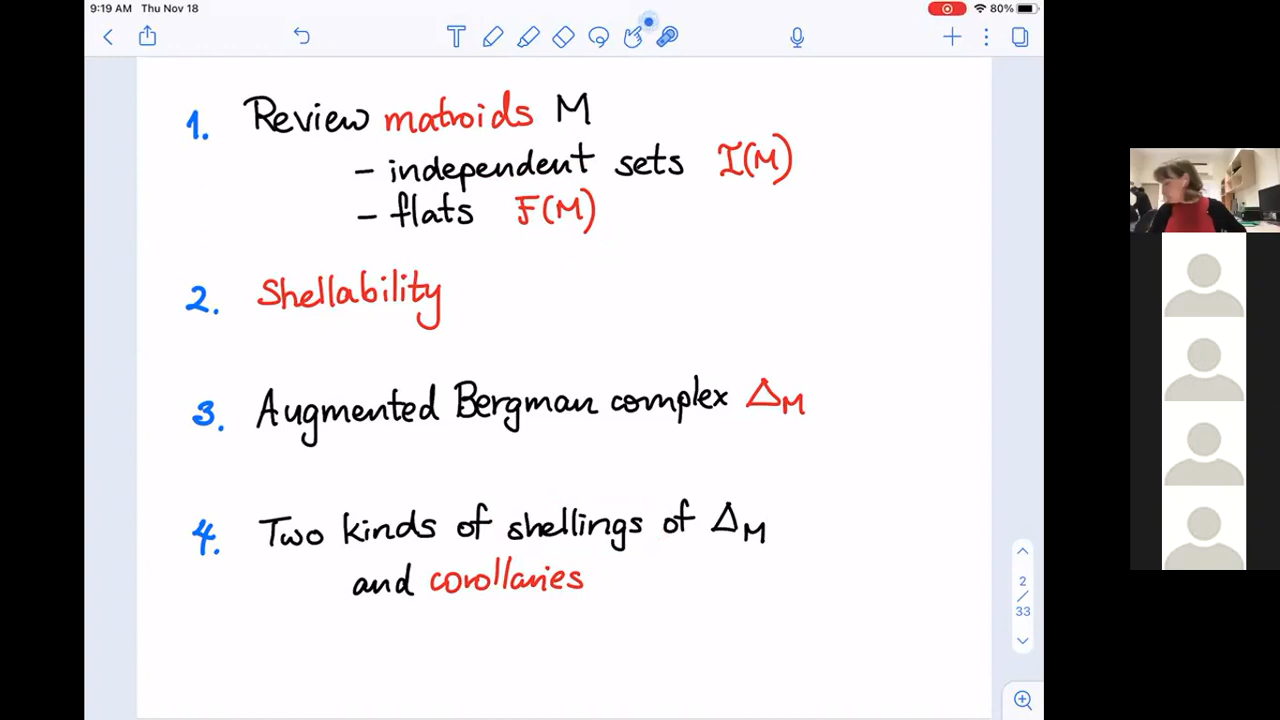 9:19 AM Thu Nov 18
80%
1. Review matroids M
– independent sets I(M)
– flats F(M)
2. Shellability
3. Augmented Bergman complex Δ_M
4. Two kinds of shellings of Δ_M
and corollaries
2
/
33